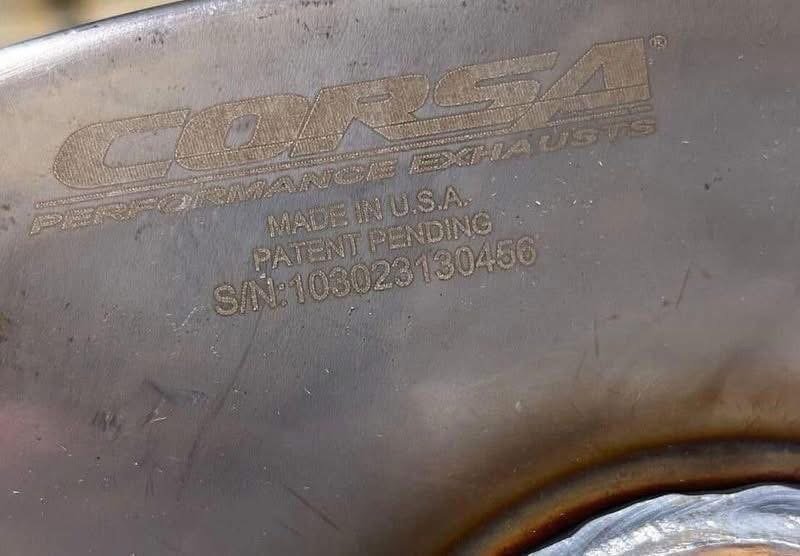 CORSA®
PERFORMANCE EXHAUSTS
MADE IN U.S.A.
PATENT PENDING
S/N:103023130456